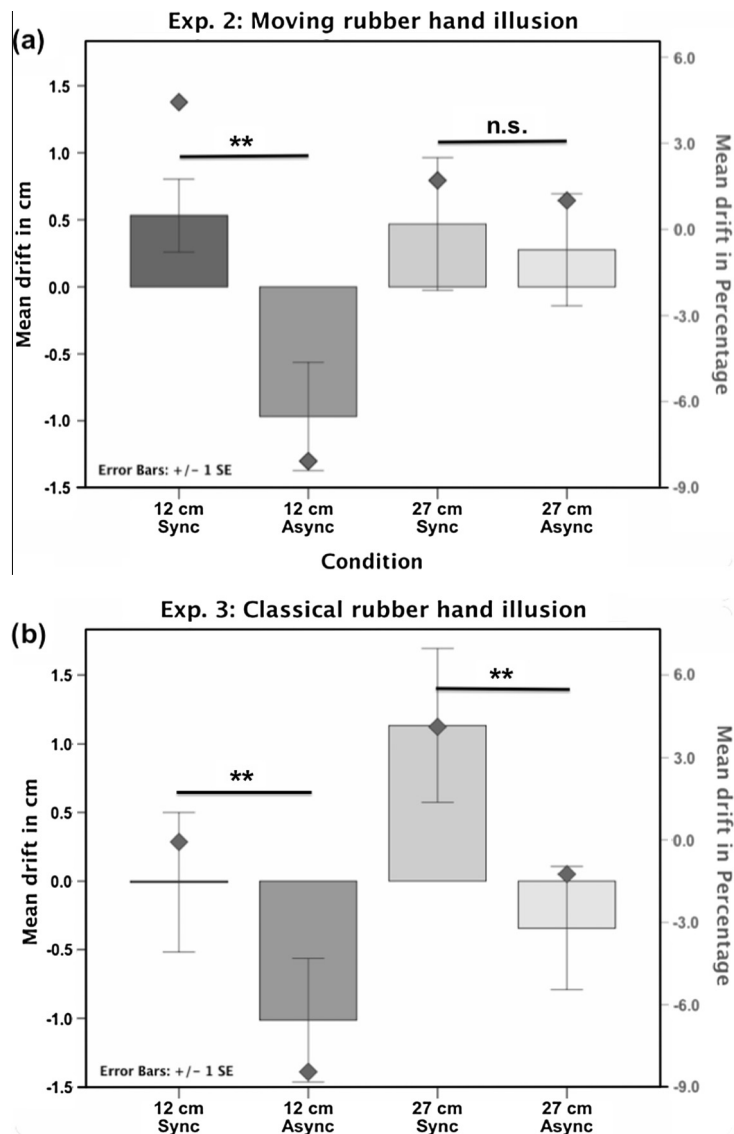 (a)
Exp. 2: Moving rubber hand illusion
Mean drift in cm
1.5
1.0
0.5
0.0
-0.5
-1.0
-1.5
**
n.s.
6.0
3.0
0.0
-3.0
-6.0
-9.0
Mean drift in Percentage
Error Bars: +/- 1 SE
12 cm 12 cm 27 cm 27 cm
Sync Async Sync Async
Condition
(b)
Exp. 3: Classical rubber hand illusion
Mean drift in cm
1.5
1.0
0.5
0.0
-0.5
-1.0
-1.5
**
**
6.0
3.0
0.0
-3.0
-6.0
-9.0
Mean drift in Percentage
Error Bars: +/- 1 SE
12 cm 12 cm 27 cm 27 cm
Sync Async Sync Async